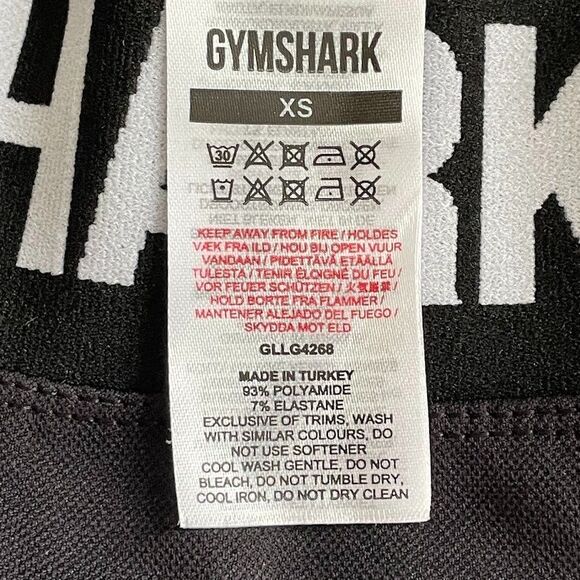 HARK
GYMSHARK
XS
30
KEEP AWAY FROM FIRE / HOLDES
VÆK FRA ILD / HOU BIJ OPEN VUUR
VANDAAN / PIDETTÄVÄ ETÄÄLLÄ
TULESTA / TENIR ÉLOIGNÉ DU FEU /
VOR FEUER SCHÜTZEN / 火気厳禁 /
HOLD BORTE FRA FLAMMER /
MANTENER ALEJADO DEL FUEGO /
SKYDDA MOT ELD
GLLG4268
MADE IN TURKEY
93% POLYAMIDE
7% ELASTANE
EXCLUSIVE OF TRIMS, WASH
WITH SIMILAR COLOURS, DO
NOT USE SOFTENER
COOL WASH GENTLE, DO NOT
BLEACH, DO NOT TUMBLE DRY,
COOL IRON, DO NOT DRY CLEAN